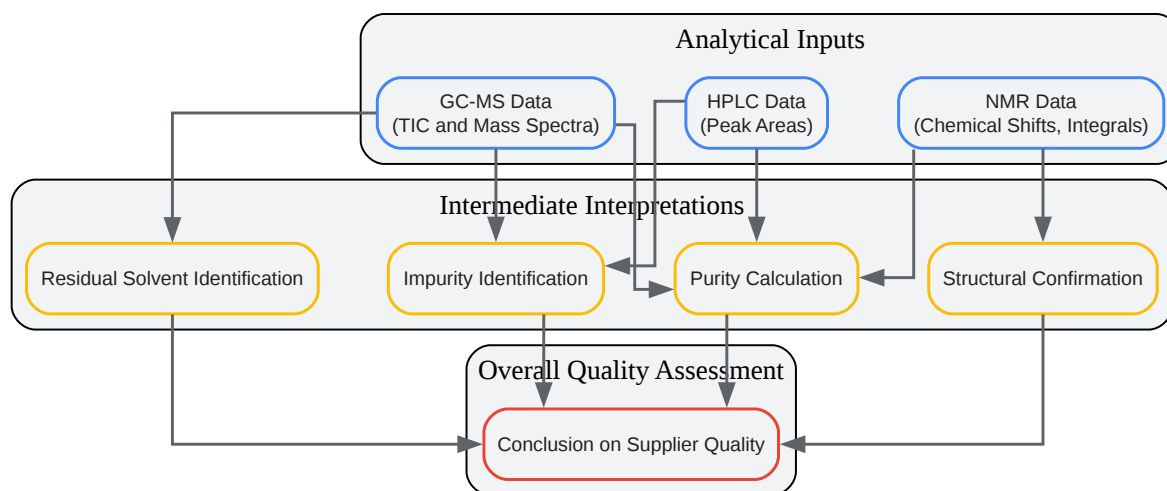 Analytical Inputs
GC-MS Data
(TIC and Mass Spectra)
HPLC Data
(Peak Areas)
NMR Data
(Chemical Shifts, Integrals)
Intermediate Interpretations
Residual Solvent Identification
Impurity Identification
Purity Calculation
Structural Confirmation
Overall Quality Assessment
Conclusion on Supplier Quality